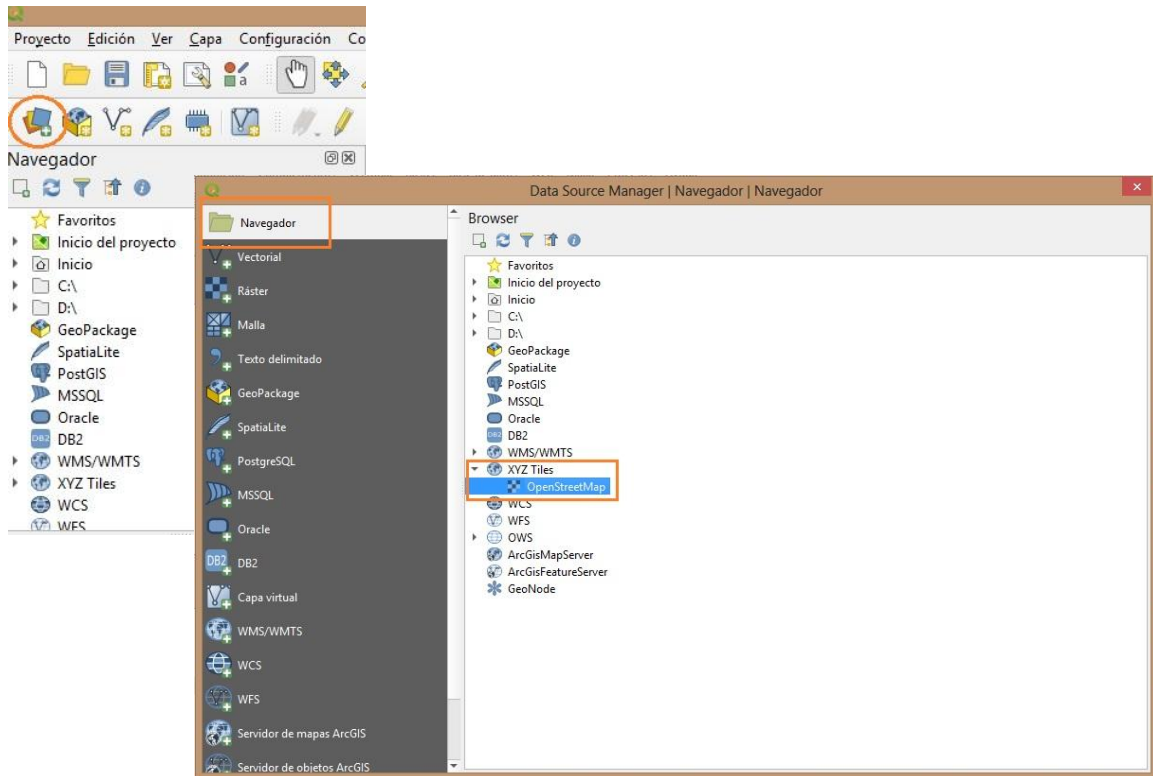 Proyecto Edición Ver Capa Configuración Co
a
Navegador
Favoritos
Inicio del proyecto
Inicio
C:\
D:\
GeoPackage
SpatiaLite
PostGIS
MSSQL
Oracle
DB2 DB2
WMS/WMTS
XYZ Tiles
WCS
WFS
Data Source Manager | Navegador | Navegador
Navegador
Vectorial
Ráster
Malla
Texto delimitado
GeoPackage
SpatiaLite
PostgreSQL
MSSQL
Oracle
DB2 DB2
Capa virtual
WMS/WMTS
WCS
WFS
Servidor de mapas ArcGIS
Servidor de objetos ArcGIS
Browser
Favoritos
Inicio del proyecto
Inicio
C:\
D:\
GeoPackage
SpatiaLite
PostGIS
MSSQL
Oracle
DB2 DB2
WMS/WMTS
XYZ Tiles
OpenStreetMap
WCS
WFS
OWS
ArcGisMapServer
ArcGisFeatureServer
GeoNode